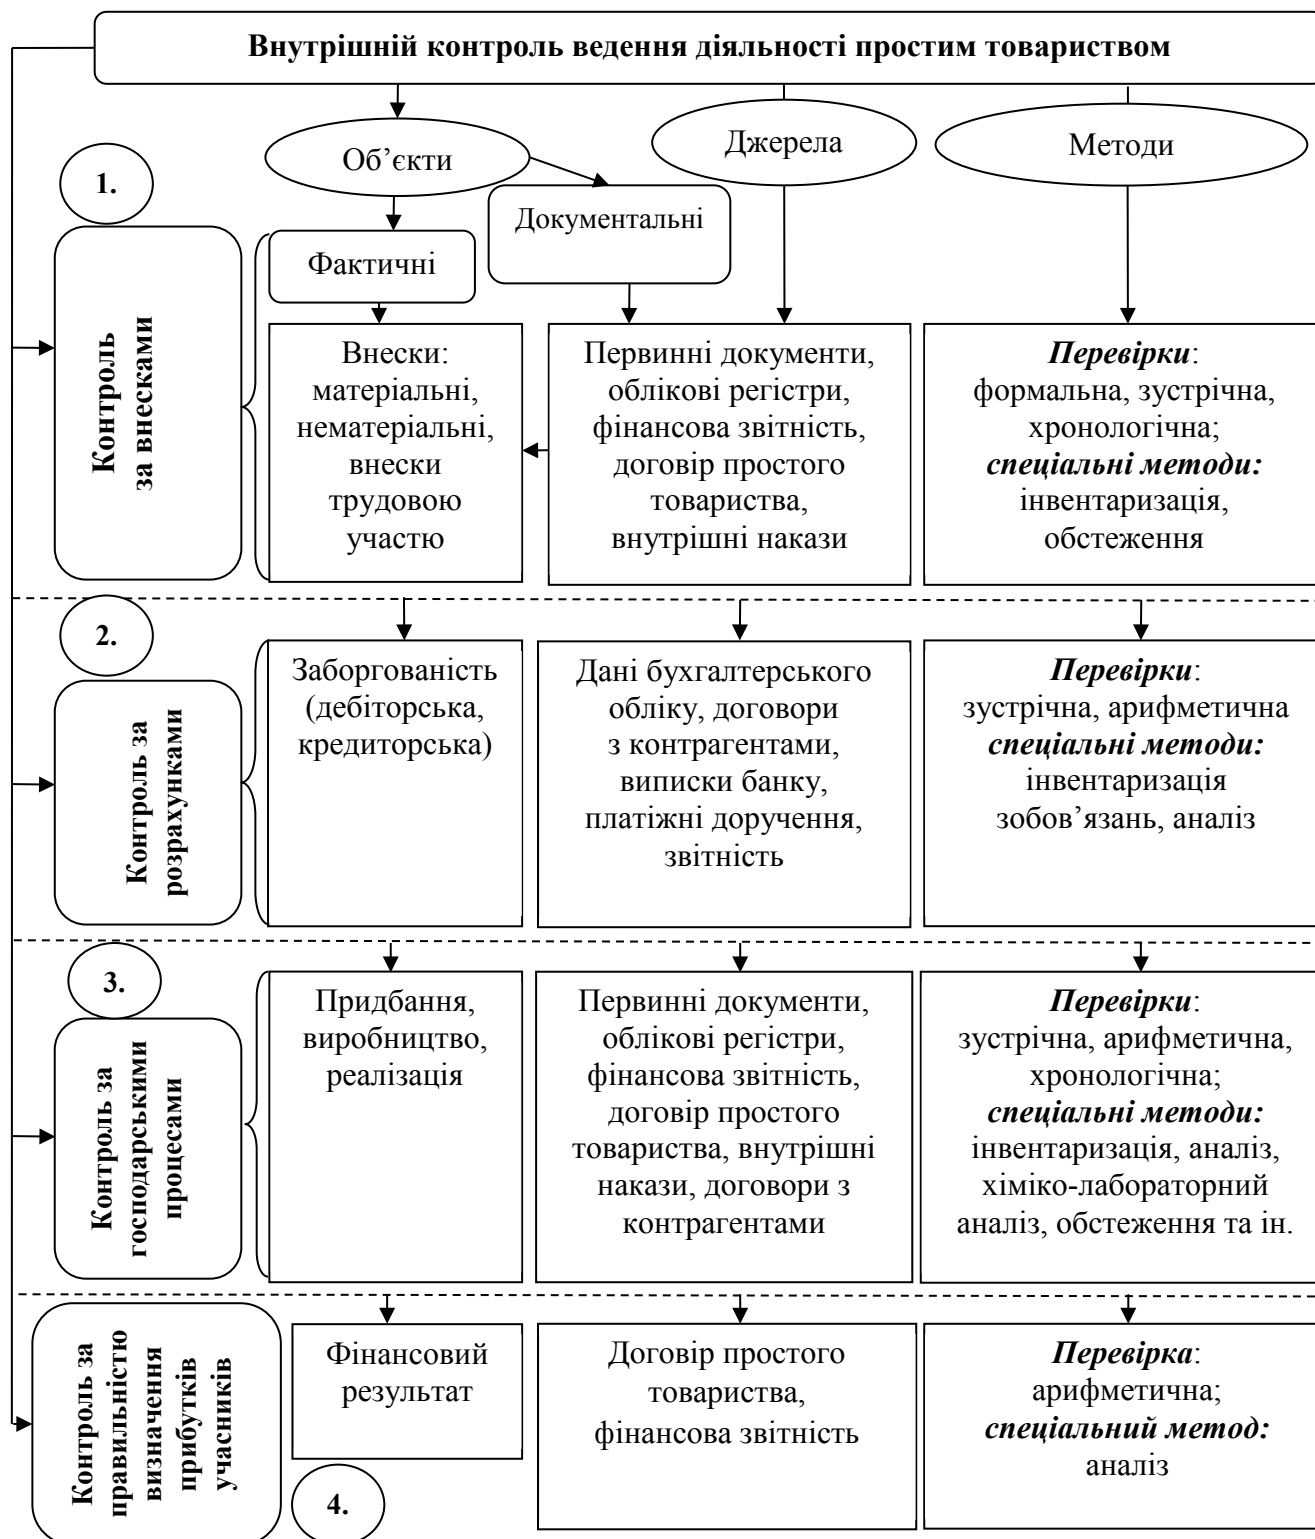 Внутрішній контроль ведення діяльності простим товариством
Об’єкти
Джерела
Методи
1.
Документальні
Фактичні
Контроль
за внесками
Внески:
матеріальні,
нематеріальні,
внески
трудовою
участю
Первинні документи,
облікові регістри,
фінансова звітність,
договір простого
товариства,
внутрішні накази
Перевірки:
формальна, зустрічна,
хронологічна;
спеціальні методи:
інвентаризація,
обстеження
2.
Контроль за
розрахунками
Заборгованість
(дебіторська,
кредиторська)
Дані бухгалтерського
обліку, договори
з контрагентами,
виписки банку,
платіжні доручення,
звітність
Перевірки:
зустрічна, арифметична
спеціальні методи:
інвентаризація
зобов’язань, аналіз
3.
Контроль за
господарськими
процесами
Придбання,
виробництво,
реалізація
Первинні документи,
облікові регістри,
фінансова звітність,
договір простого
товариства, внутрішні
накази, договори з
контрагентами
Перевірки:
зустрічна, арифметична,
хронологічна;
спеціальні методи:
інвентаризація, аналіз,
хіміко-лабораторний
аналіз, обстеження та ін.
Контроль за
правильністю
визначення
прибутків
учасників
4.
Фінансовий
результат
Договір простого
товариства,
фінансова звітність
Перевірка:
арифметична;
спеціальний метод:
аналіз